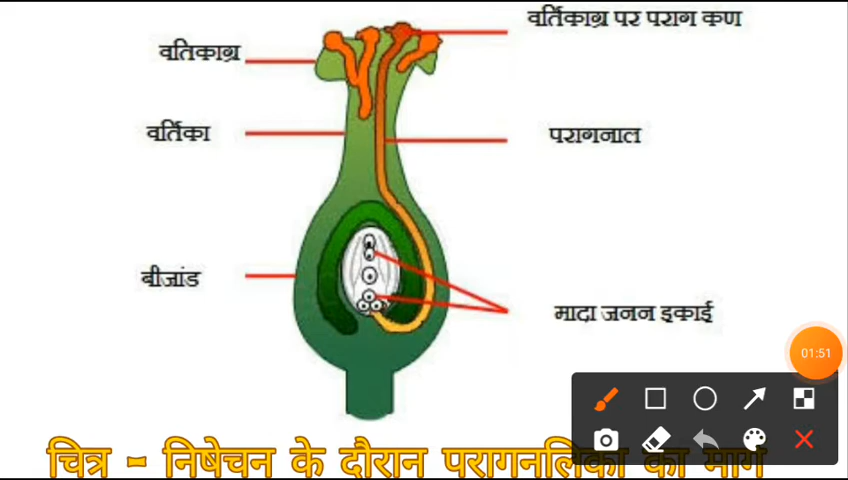 वर्तिकाग्र पर पराग कण
वतिकाग्र
वर्तिका
परागनाल
बीजांड
मादा जनन इकाई
01:51
चित्र - निषेचन के दौरान परागनलिका का मार्ग